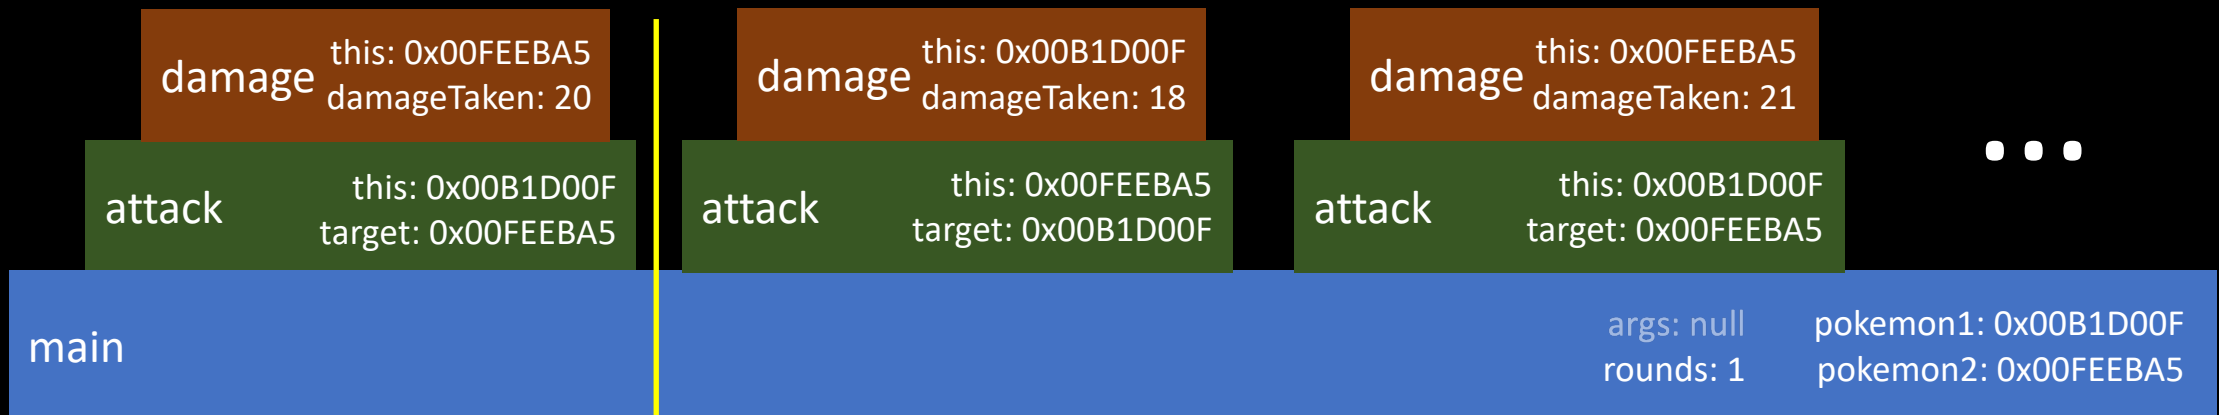 damage
this: 0x00FEEBA5
damageTaken: 20
damage
this: 0x00B1D00F
damageTaken: 18
damage
this: 0x00FEEBA5
damageTaken: 21
attack
this: 0x00B1D00F
target: 0x00FEEBA5
attack
this: 0x00FEEBA5
target: 0x00B1D00F
attack
this: 0x00B1D00F
target: 0x00FEEBA5
...
main
args: null
rounds: 1
pokemon1: 0x00B1D00F
pokemon2: 0x00FEEBA5